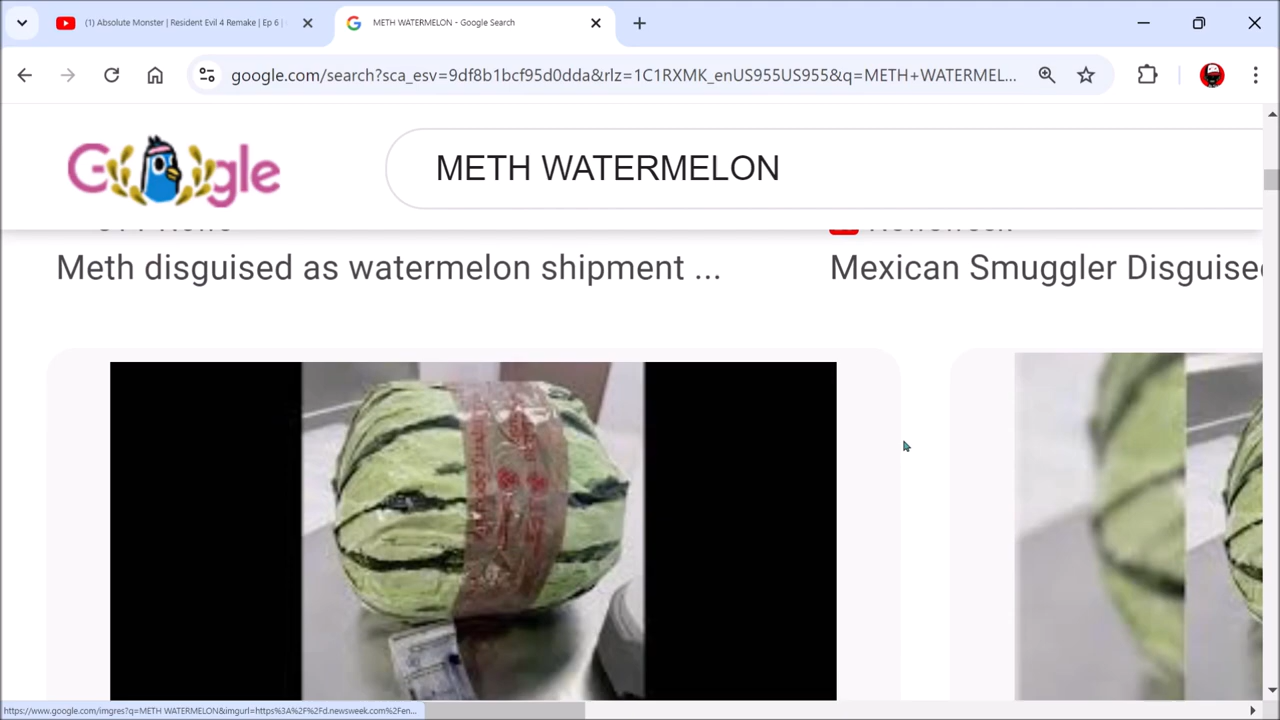 (1) Absolute Monster | Resident Evil 4 Remake | Ep 6 |
METH WATERMELON - Google Search
google.com/search?sca_esv=9df8b1bcf95d0dda&rlz=1C1RXMK_enUS955US955&q=METH+WATERMEL...
Google
METH WATERMELON
Meth disguised as watermelon shipment ...
Mexican Smuggler Disguise
https://www.google.com/imgres?q=METH WATERMELON&imgurl=https%3A%2F%2Fd.newsweek.com%2Fen...